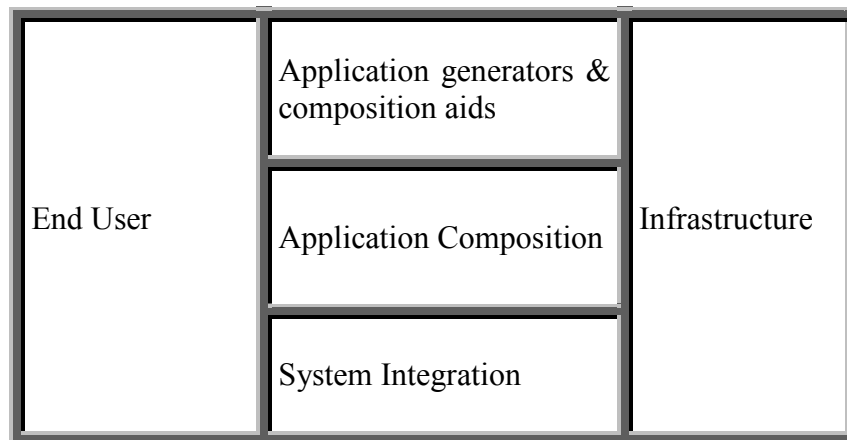 End User
Application generators &
composition aids
Application Composition
System Integration
Infrastructure